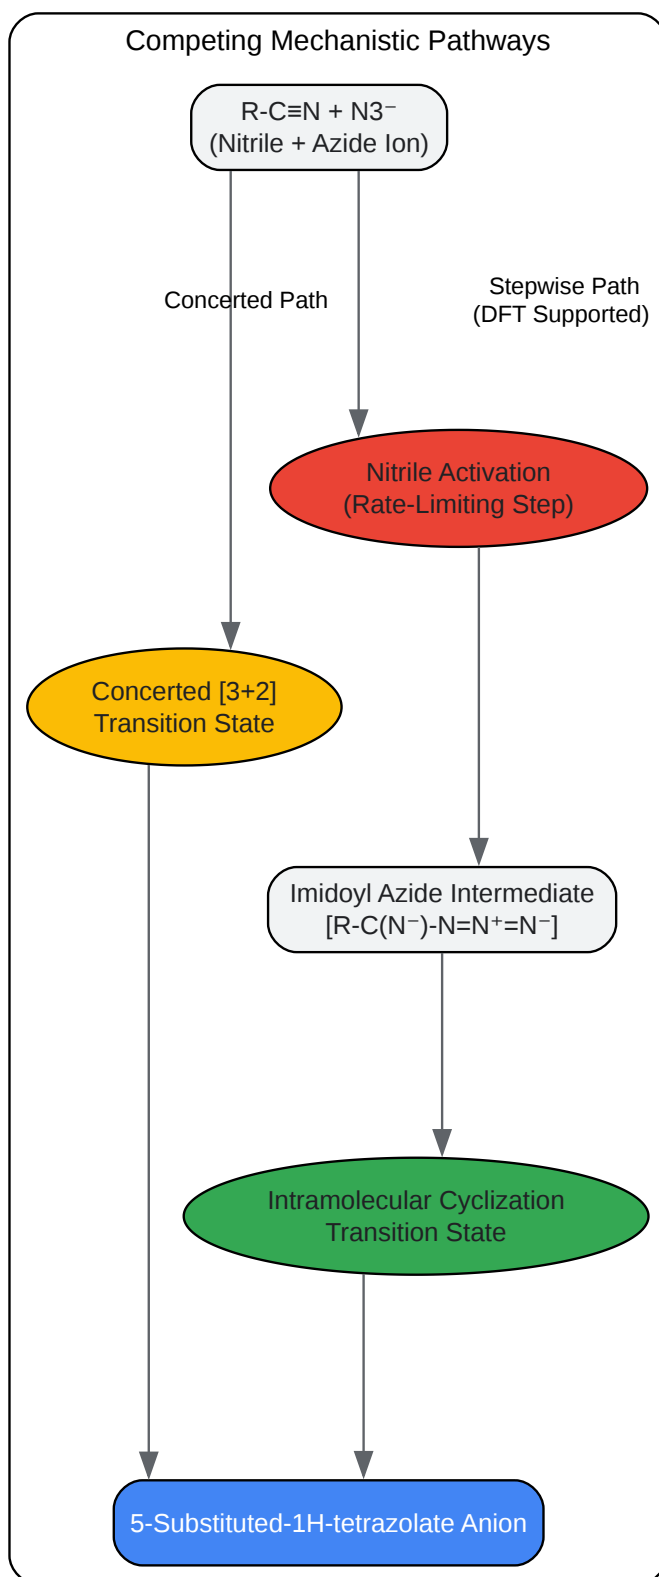 Competing Mechanistic Pathways
R-C≡N + N3⁻
(Nitrile + Azide Ion)
Concerted Path
Stepwise Path
(DFT Supported)
Nitrile Activation
(Rate-Limiting Step)
Concerted [3+2]
Transition State
Imidoyl Azide Intermediate
[R-C(N⁻)-N=N⁺=N⁻]
Intramolecular Cyclization
Transition State
5-Substituted-1H-tetrazolate Anion